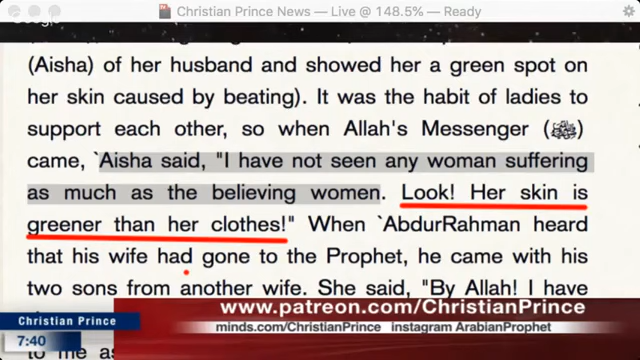 Christian Prince News — Live @ 148.5% — Ready
(Aisha) of her husband and showed her a green spot on
her skin caused by beating). It was the habit of ladies to
support each other, so when Allah's Messenger (ﷺ)
came, `Aisha said, "I have not seen any woman suffering
as much as the believing women. Look! Her skin is
greener than her clothes!" When `AbdurRahman heard
that his wife had gone to the Prophet, he came with his
two sons from another wife. She said, "By Allah! I have
www.patreon.com/ChristianPrince
Christian Prince
minds.com/ChristianPrince instagram ArabianProphet
7:40
to me as